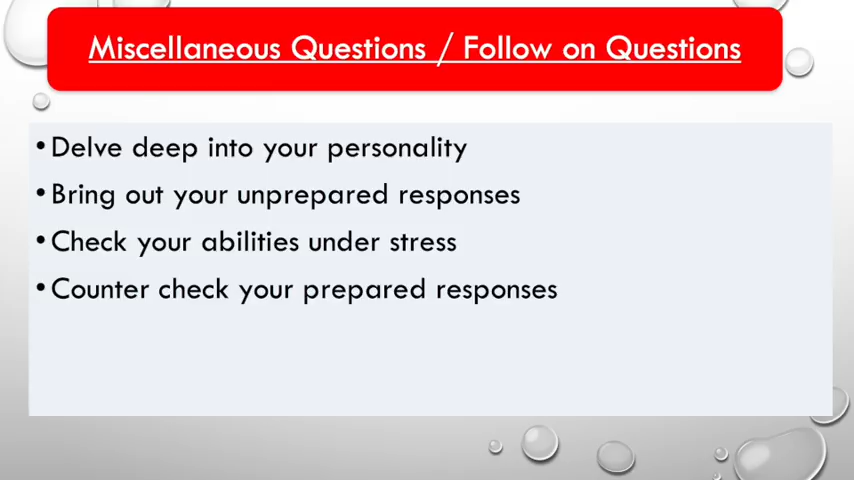 Miscellaneous Questions / Follow on Questions
• Delve deep into your personality
• Bring out your unprepared responses
• Check your abilities under stress
• Counter check your prepared responses